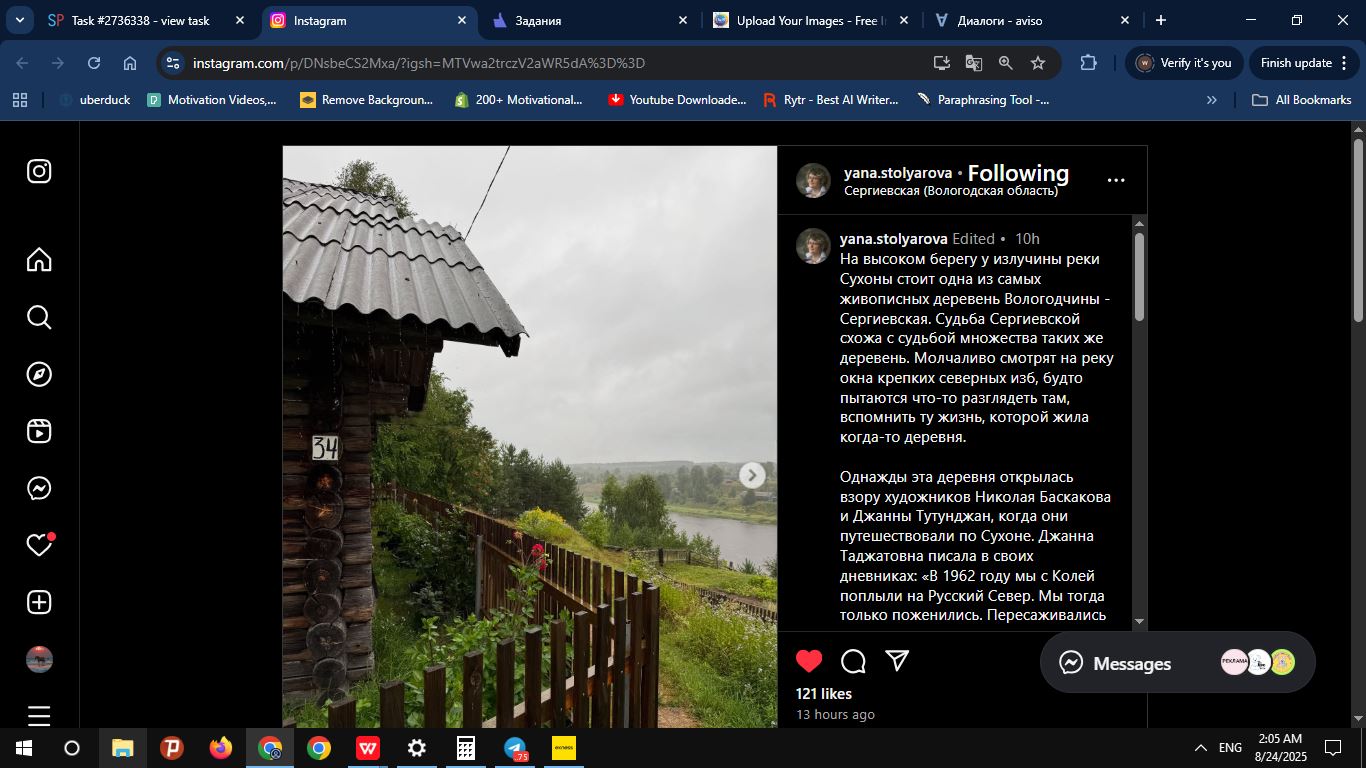 Task #2736338 - view task
Instagram
Задания
Upload Your Images - Free I
Диалоги - aviso
instagram.com/p/DNsbeCS2Mxa/?igsh=MTVwa2trczV2aWR5dA%3D%3D
Verify it's you
Finish update
uberduck
Motivation Videos,...
Remove Backgroun...
200+ Motivational...
Youtube Downloade...
Rytr - Best AI Writer...
Paraphrasing Tool -...
All Bookmarks
yana.stolyarova • Following
Сергиевская (Вологодская область)
yana.stolyarova Edited • 10h
На высоком берегу у излучины реки
Сухоны стоит одна из самых
живописных деревень Вологодчины -
Сергиевская. Судьба Сергиевской
схожа с судьбой множества таких же
деревень. Молчаливо смотрят на реку
окна крепких северных изб, будто
пытаются что-то разглядеть там,
вспомнить ту жизнь, которой жила
когда-то деревня.
Однажды эта деревня открылась
взору художников Николая Баскакова
и Джанны Тутунджан, когда они
путешествовали по Сухоне. Джанна
Таджатовна писала в своих
дневниках: «В 1962 году мы с Колей
поплыли на Русский Север. Мы тогда
только поженились. Пересаживались
34
Messages
РЕКЛАМА
121 likes
13 hours ago
.75
exness
ENG
2:05 AM
8/24/2025